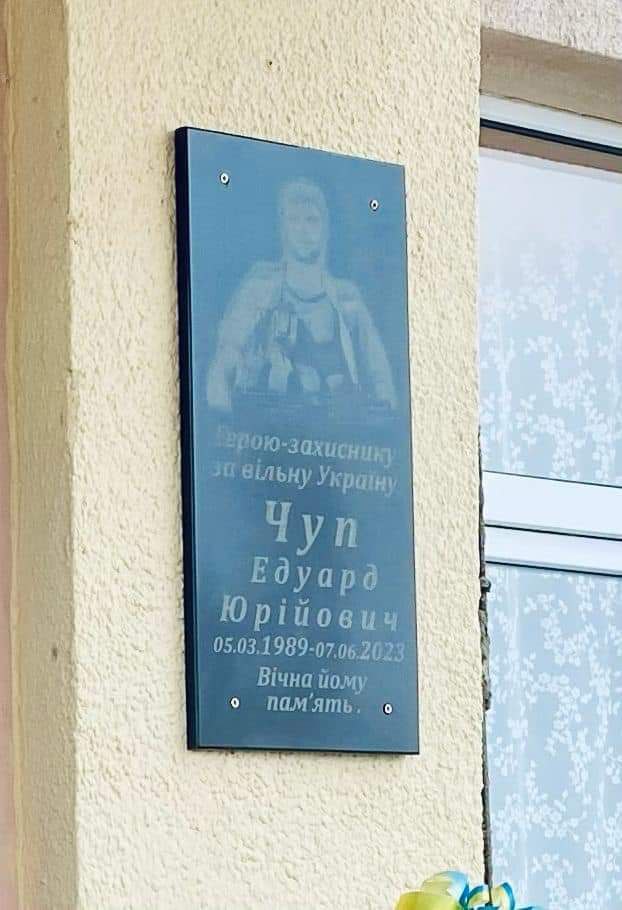 Герою-захиснику
за вільну Україну
Чуп
Едуард
Юрійович
05.03.1989-07.06.2023
Вічна йому
пам'ять.